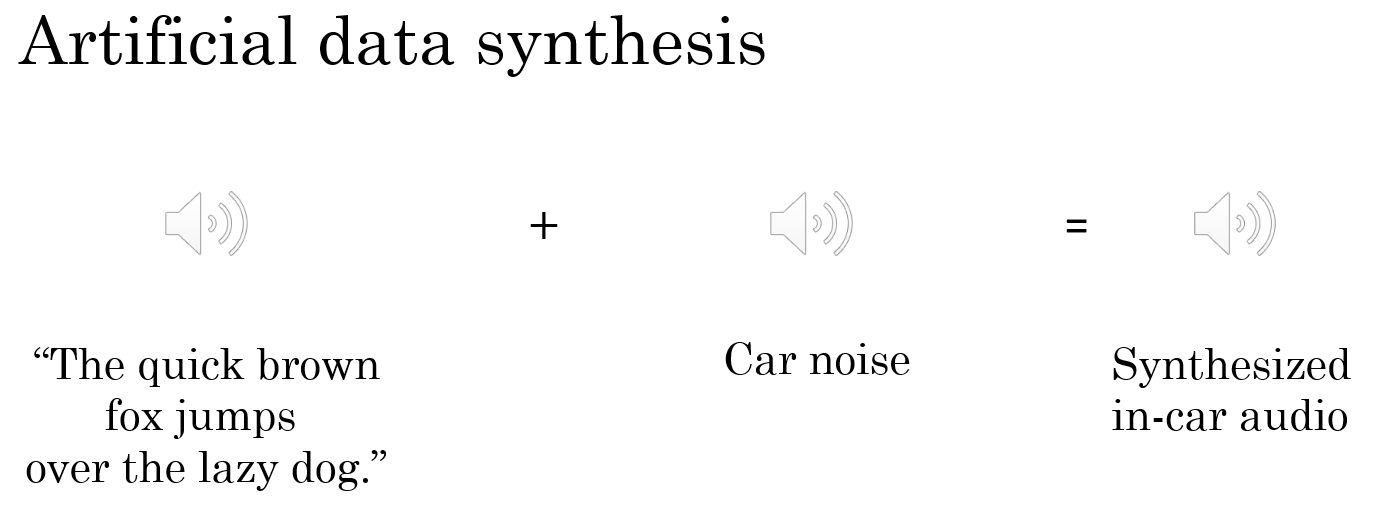 Artificial data synthesis
+
=
“The quick brown
fox jumps
over the lazy dog.”
Car noise
Synthesized
in-car audio